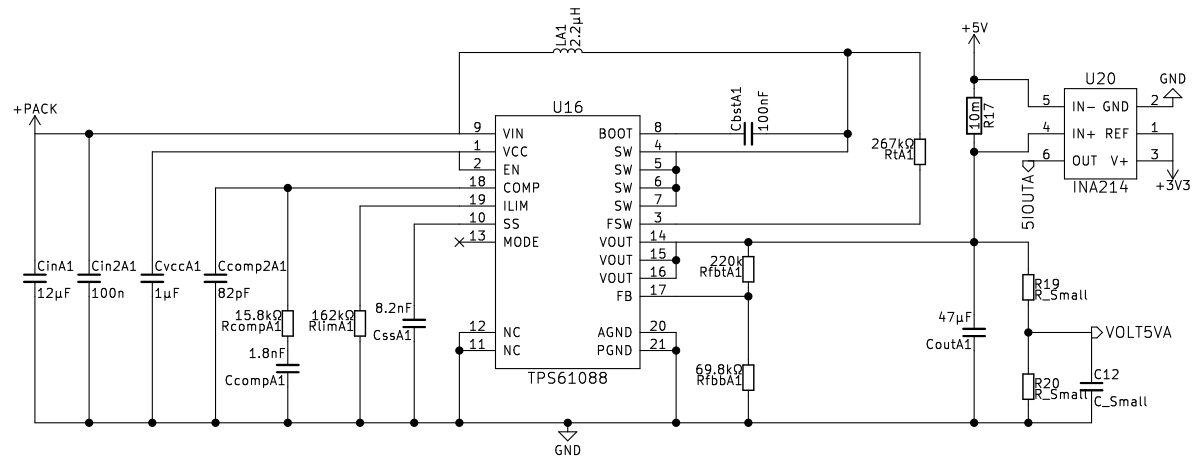 LA1
2.2µH
+5V
U20
GND
+PACK
U16
CbstA1
100nF
10m
R17
5
IN-
GND
2
4
IN+
REF
1
6
OUT
V+
3
INA214
+3V3
5IOUTA
9
VIN
BOOT
8
1
VCC
SW
4
2
EN
SW
5
18
COMP
SW
6
19
ILIM
SW
7
10
SS
FSW
3
13
MODE
VOUT
14
VOUT
15
VOUT
16
FB
17
12
NC
AGND
20
11
NC
PGND
21
TPS61088
267kΩ
RtA1
CinA1
12µF
Cin2A1
100n
CvccA1
1µF
Ccomp2A1
82pF
15.8kΩ
RcompA1
1.8nF
CcompA1
162kΩ
RlimA1
8.2nF
CssA1
220k
RfbtA1
69.8kΩ
RfbbA1
47µF
CoutA1
R19
R_Small
VOLT5VA
R20
R_Small
C12
C_Small
GND